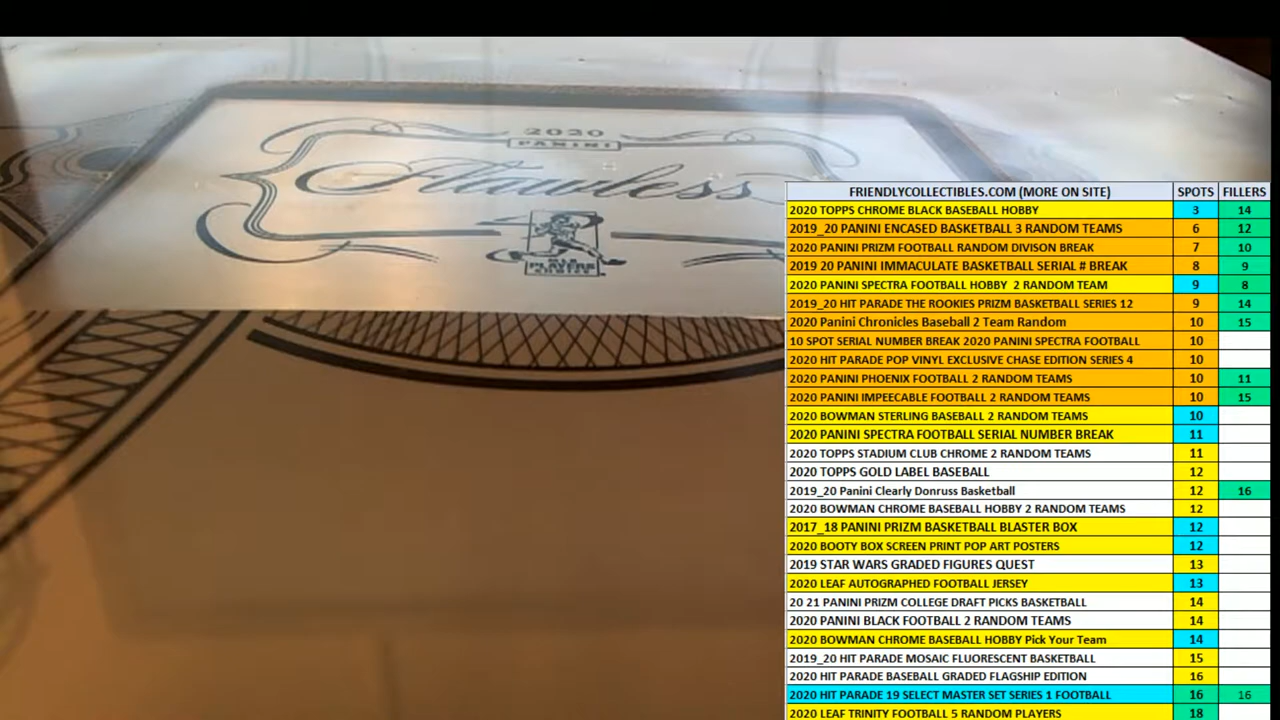 2020
PANINI
Flawless
MLB
PLAYERS
FRIENDLYCOLLECTIBLES.COM (MORE ON SITE) SPOTS FILLERS
2020 TOPPS CHROME BLACK BASEBALL HOBBY 3 14
2019_20 PANINI ENCASED BASKETBALL 3 RANDOM TEAMS 6 12
2020 PANINI PRIZM FOOTBALL RANDOM DIVISON BREAK 7 10
2019 20 PANINI IMMACULATE BASKETBALL SERIAL # BREAK 8 9
2020 PANINI SPECTRA FOOTBALL HOBBY 2 RANDOM TEAM 9 8
2019_20 HIT PARADE THE ROOKIES PRIZM BASKETBALL SERIES 12 9 14
2020 Panini Chronicles Baseball 2 Team Random 10 15
10 SPOT SERIAL NUMBER BREAK 2020 PANINI SPECTRA FOOTBALL 10
2020 HIT PARADE POP VINYL EXCLUSIVE CHASE EDITION SERIES 4 10
2020 PANINI PHOENIX FOOTBALL 2 RANDOM TEAMS 10 11
2020 PANINI IMPEECABLE FOOTBALL 2 RANDOM TEAMS 10 15
2020 BOWMAN STERLING BASEBALL 2 RANDOM TEAMS 10
2020 PANINI SPECTRA FOOTBALL SERIAL NUMBER BREAK 11
2020 TOPPS STADIUM CLUB CHROME 2 RANDOM TEAMS 11
2020 TOPPS GOLD LABEL BASEBALL 12
2019_20 Panini Clearly Donruss Basketball 12 16
2020 BOWMAN CHROME BASEBALL HOBBY 2 RANDOM TEAMS 12
2017_18 PANINI PRIZM BASKETBALL BLASTER BOX 12
2020 BOOTY BOX SCREEN PRINT POP ART POSTERS 12
2019 STAR WARS GRADED FIGURES QUEST 13
2020 LEAF AUTOGRAPHED FOOTBALL JERSEY 13
20 21 PANINI PRIZM COLLEGE DRAFT PICKS BASKETBALL 14
2020 PANINI BLACK FOOTBALL 2 RANDOM TEAMS 14
2020 BOWMAN CHROME BASEBALL HOBBY Pick Your Team 14
2019_20 HIT PARADE MOSAIC FLUORESCENT BASKETBALL 15
2020 HIT PARADE BASEBALL GRADED FLAGSHIP EDITION 16
2020 HIT PARADE 19 SELECT MASTER SET SERIES 1 FOOTBALL 16 16
2020 LEAF TRINITY FOOTBALL 5 RANDOM PLAYERS 18